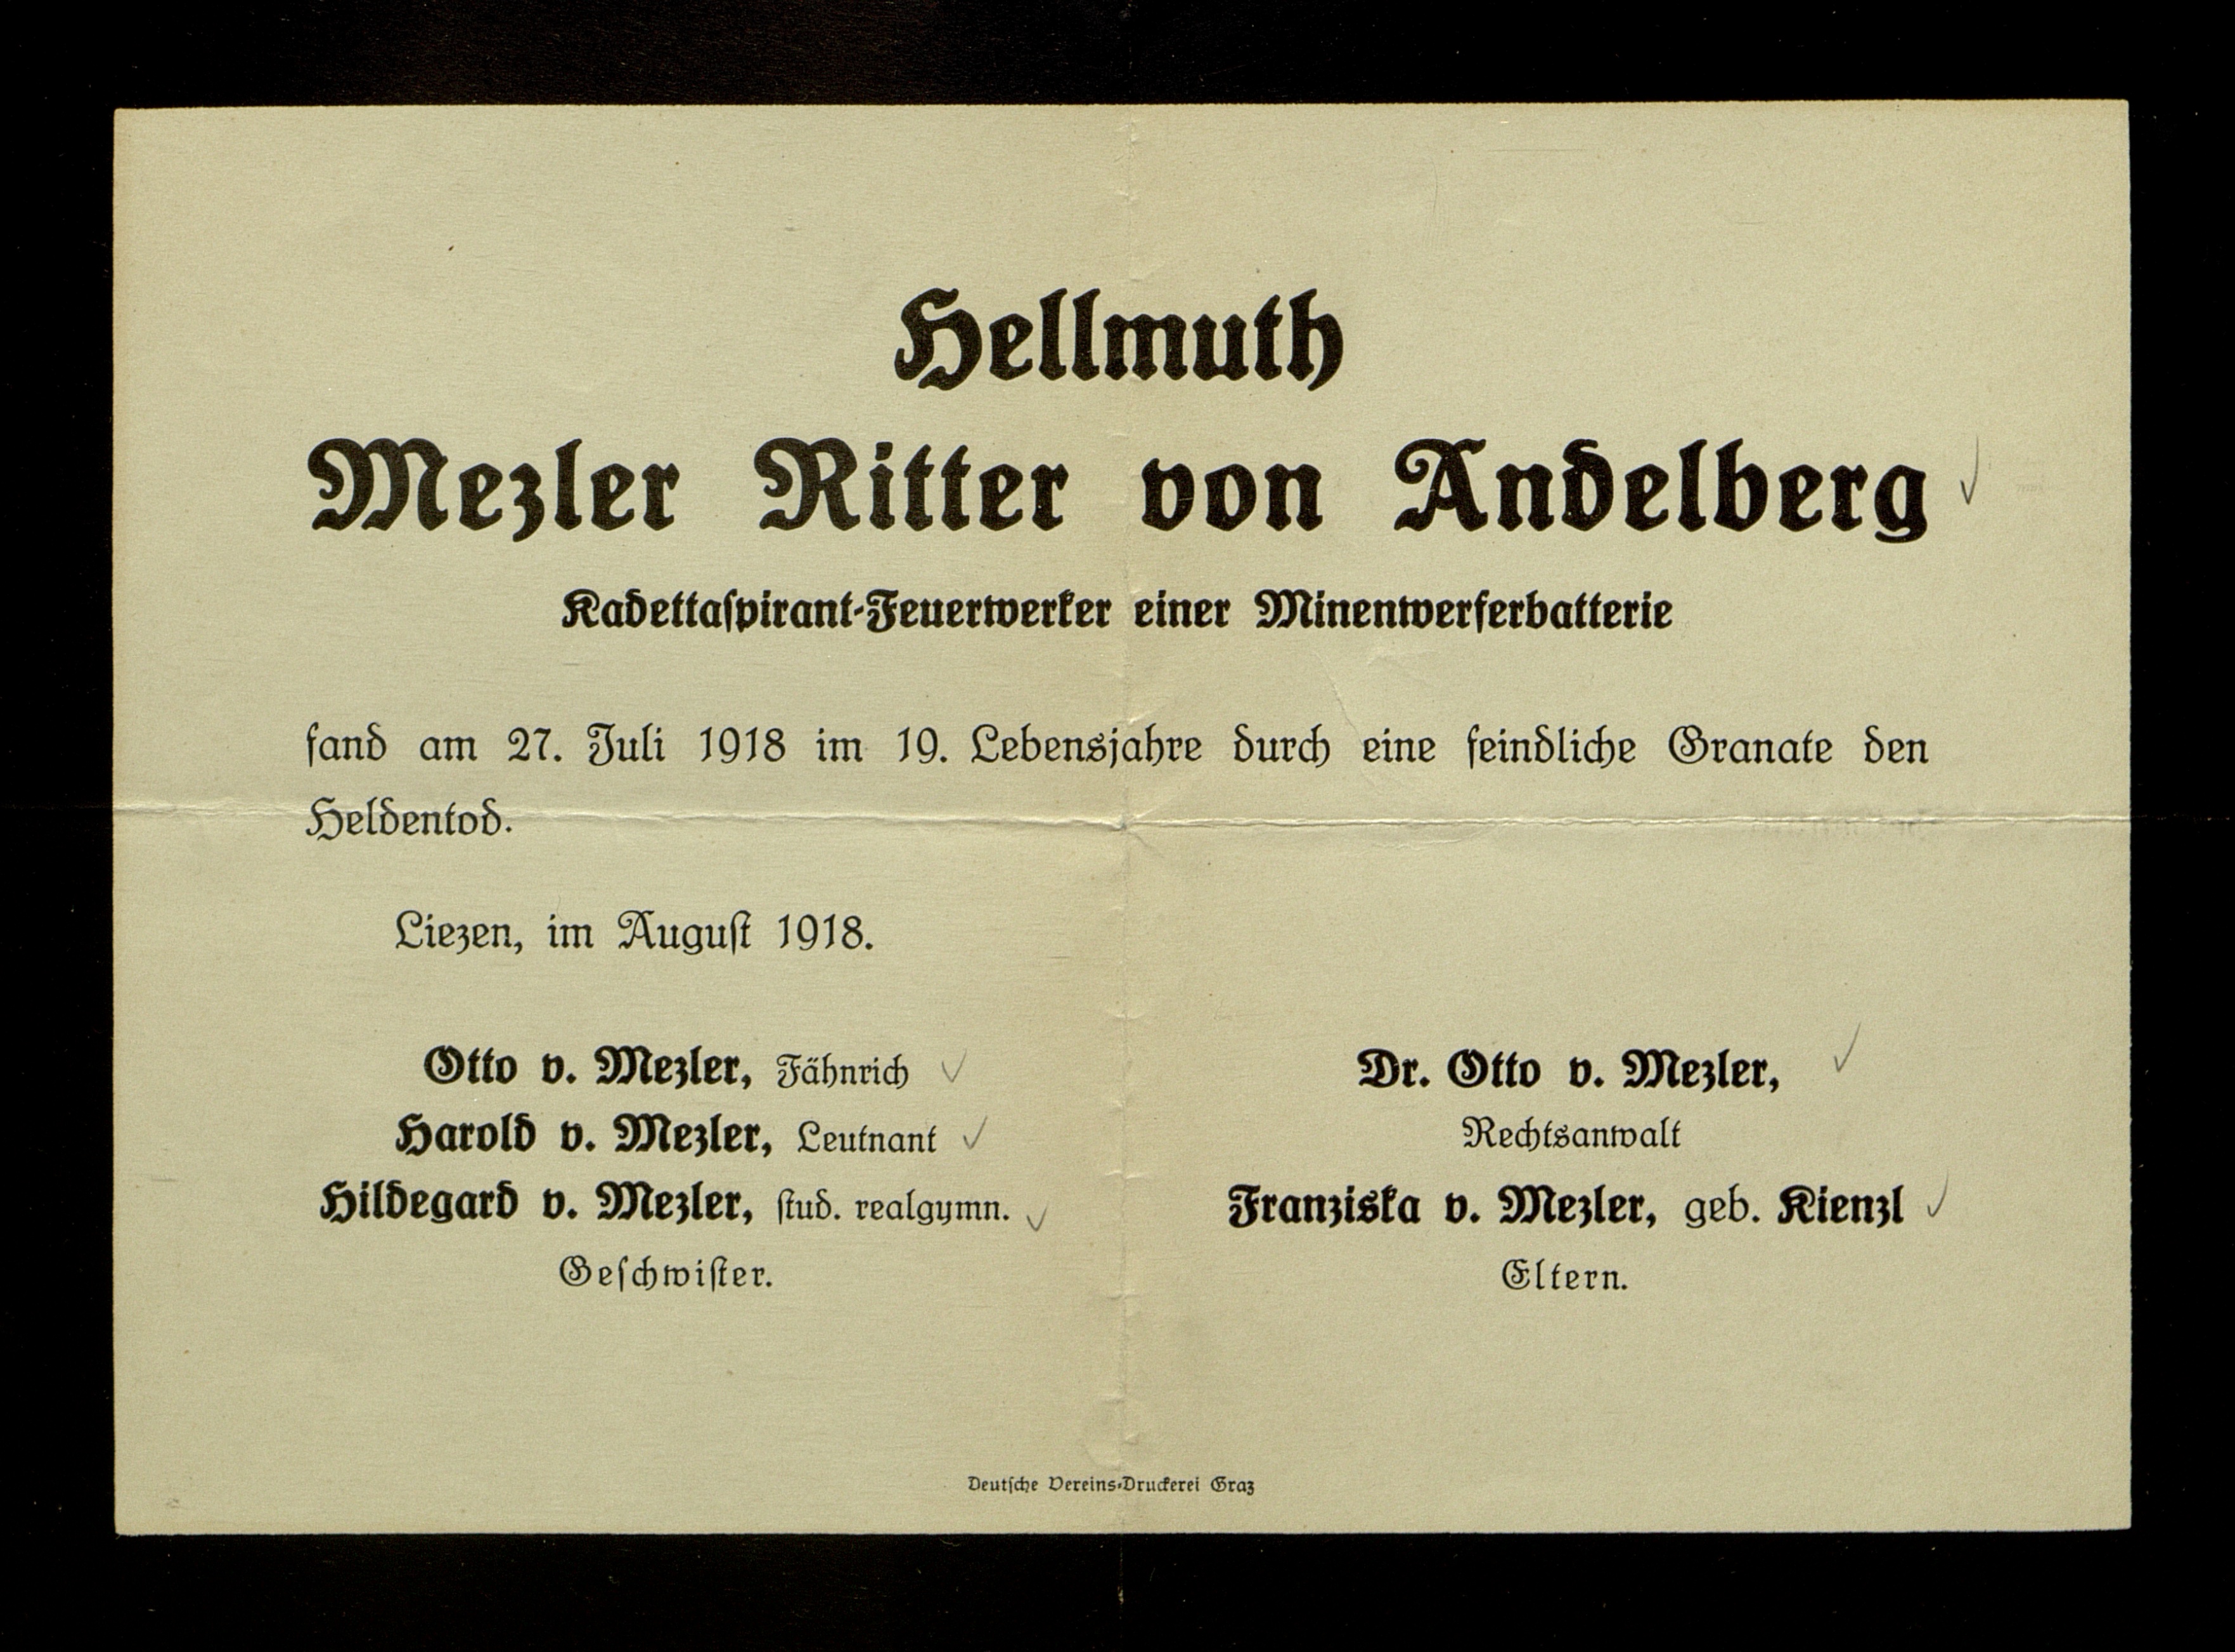 Hellmuth
Mezler Ritter von Andelberg
Kadettaſpirant-Feuerwerker einer Minenwerferbatterie
fand am 27. Juli 1918 im 19. Lebensjahre durch eine feindliche Granate den
Heldentod.
Liezen, im Auguſt 1918.
Otto v. Mezler, Fähnrich
Harold v. Mezler, Leutnant
Hildegard v. Mezler, ſtud. realgymn.
Geſchwiſter.
Dr. Otto v. Mezler,
Rechtsanwalt
Franziska v. Mezler, geb. Kienzl
Eltern.
Deutſche Vereins-Druckerei Graz